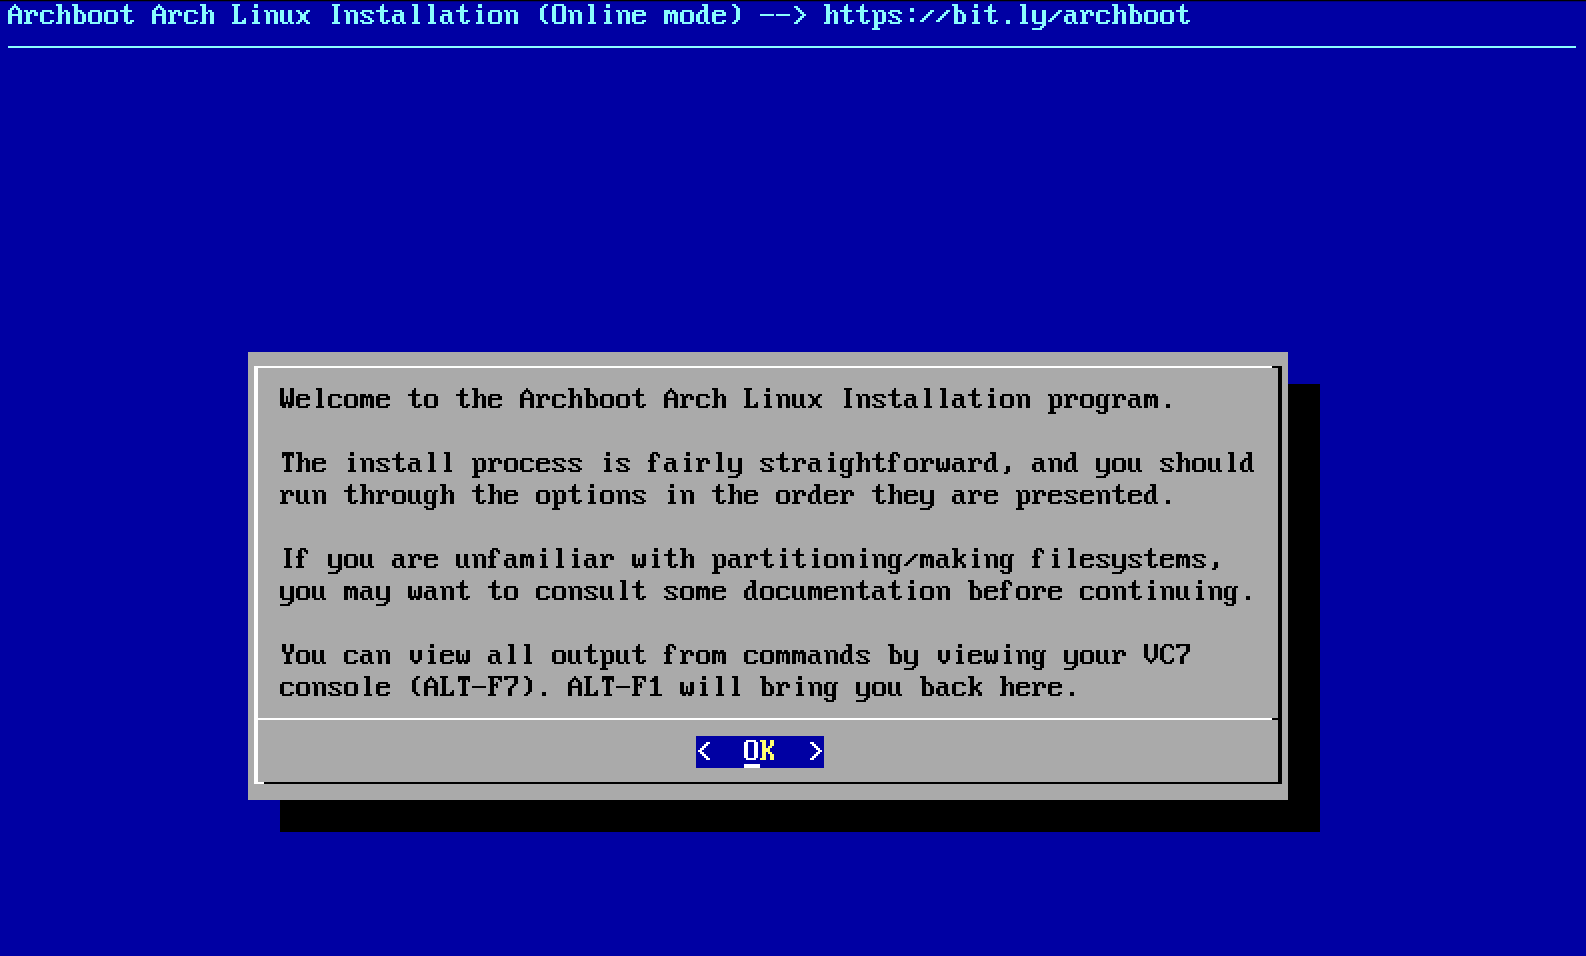 Archboot Arch Linux Installation (Online mode) --> https://bit.ly/archboot
Welcome to the Archboot Arch Linux Installation program.
The install process is fairly straightforward, and you should
run through the options in the order they are presented.
If you are unfamiliar with partitioning/making filesystems,
you may want to consult some documentation before continuing.
You can view all output from commands by viewing your VC7
console (ALT-F7). ALT-F1 will bring you back here.
<  OK  >